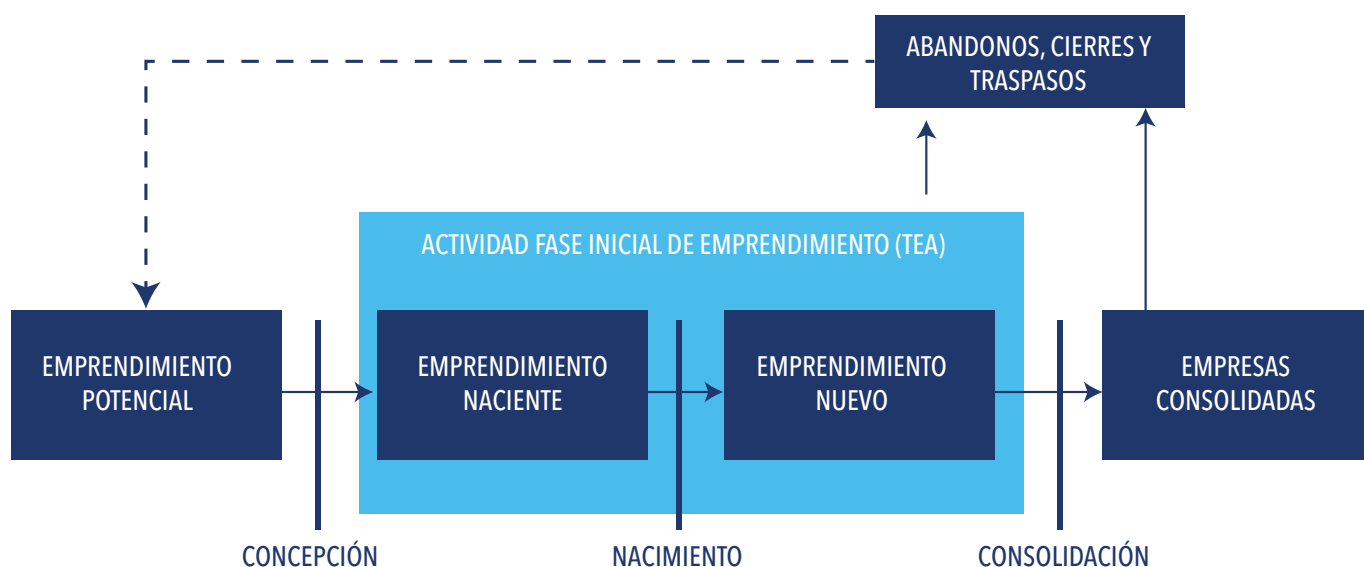 ABANDONOS, CIERRES Y
TRASPASOS
ACTIVIDAD FASE INICIAL DE EMPRENDIMIENTO (TEA)
EMPRENDIMIENTO
POTENCIAL
EMPRENDIMIENTO
NACIENTE
EMPRENDIMIENTO
NUEVO
EMPRESAS
CONSOLIDADAS
CONCEPCIÓN
NACIMIENTO
CONSOLIDACIÓN